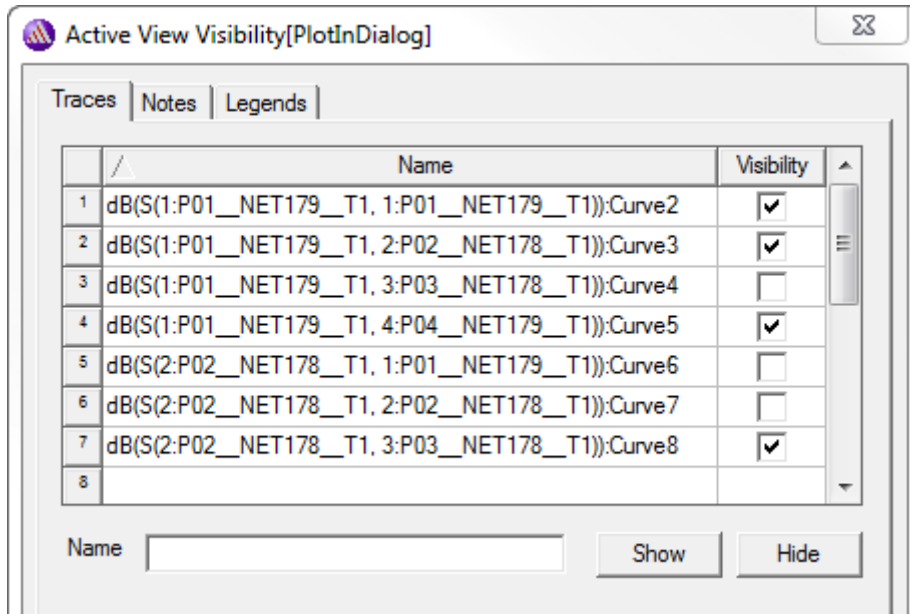 Active View Visibility[PlotInDialog]
Traces Notes Legends
Name Visibility
1 dB(S(1:P01__NET179__T1, 1:P01__NET179__T1)):Curve2
2 dB(S(1:P01__NET179__T1, 2:P02__NET178__T1)):Curve3
3 dB(S(1:P01__NET179__T1, 3:P03__NET178__T1)):Curve4
4 dB(S(1:P01__NET179__T1, 4:P04__NET179__T1)):Curve5
5 dB(S(2:P02__NET178__T1, 1:P01__NET179__T1)):Curve6
6 dB(S(2:P02__NET178__T1, 2:P02__NET178__T1)):Curve7
7 dB(S(2:P02__NET178__T1, 3:P03__NET178__T1)):Curve8
8
Name Show Hide